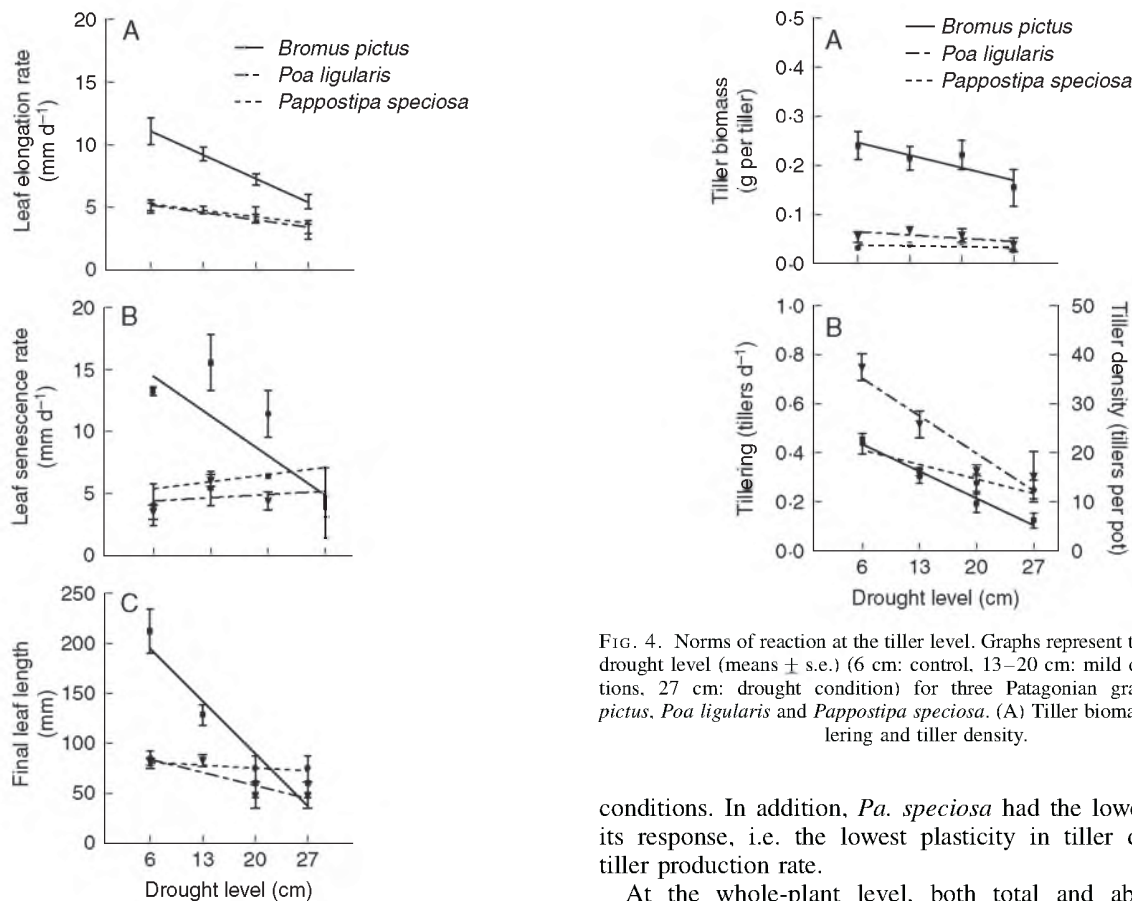 20
15
10
5
0
Leaf elongation rate
(mm d⁻¹)
A
Bromus pictus
Poa ligularis
Pappostipa speciosa
20
15
10
5
0
Leaf senescence rate
(mm d⁻¹)
B
250
200
150
100
50
0
Final leaf length
(mm)
C
6 13 20 27
Drought level (cm)
0·5
0·4
0·3
0·2
0·1
0·0
Tiller biomass
(g per tiller)
A
Bromus pictus
Poa ligularis
Pappostipa speciosa
1·0
0·8
0·6
0·4
0·2
0·0
Tillering (tillers d⁻¹)
B
50
40
30
20
10
0
Tiller density (tillers per pot)
6 13 20 27
Drought level (cm)
FIG. 4. Norms of reaction at the tiller level. Graphs represent t
drought level (means ± s.e.) (6 cm: control, 13–20 cm: mild d
tions, 27 cm: drought condition) for three Patagonian gra
pictus, Poa ligularis and Pappostipa speciosa. (A) Tiller bioma
lering and tiller density.
conditions. In addition, Pa. speciosa had the lowe
its response, i.e. the lowest plasticity in tiller d
tiller production rate.
At the whole-plant level, both total and ab